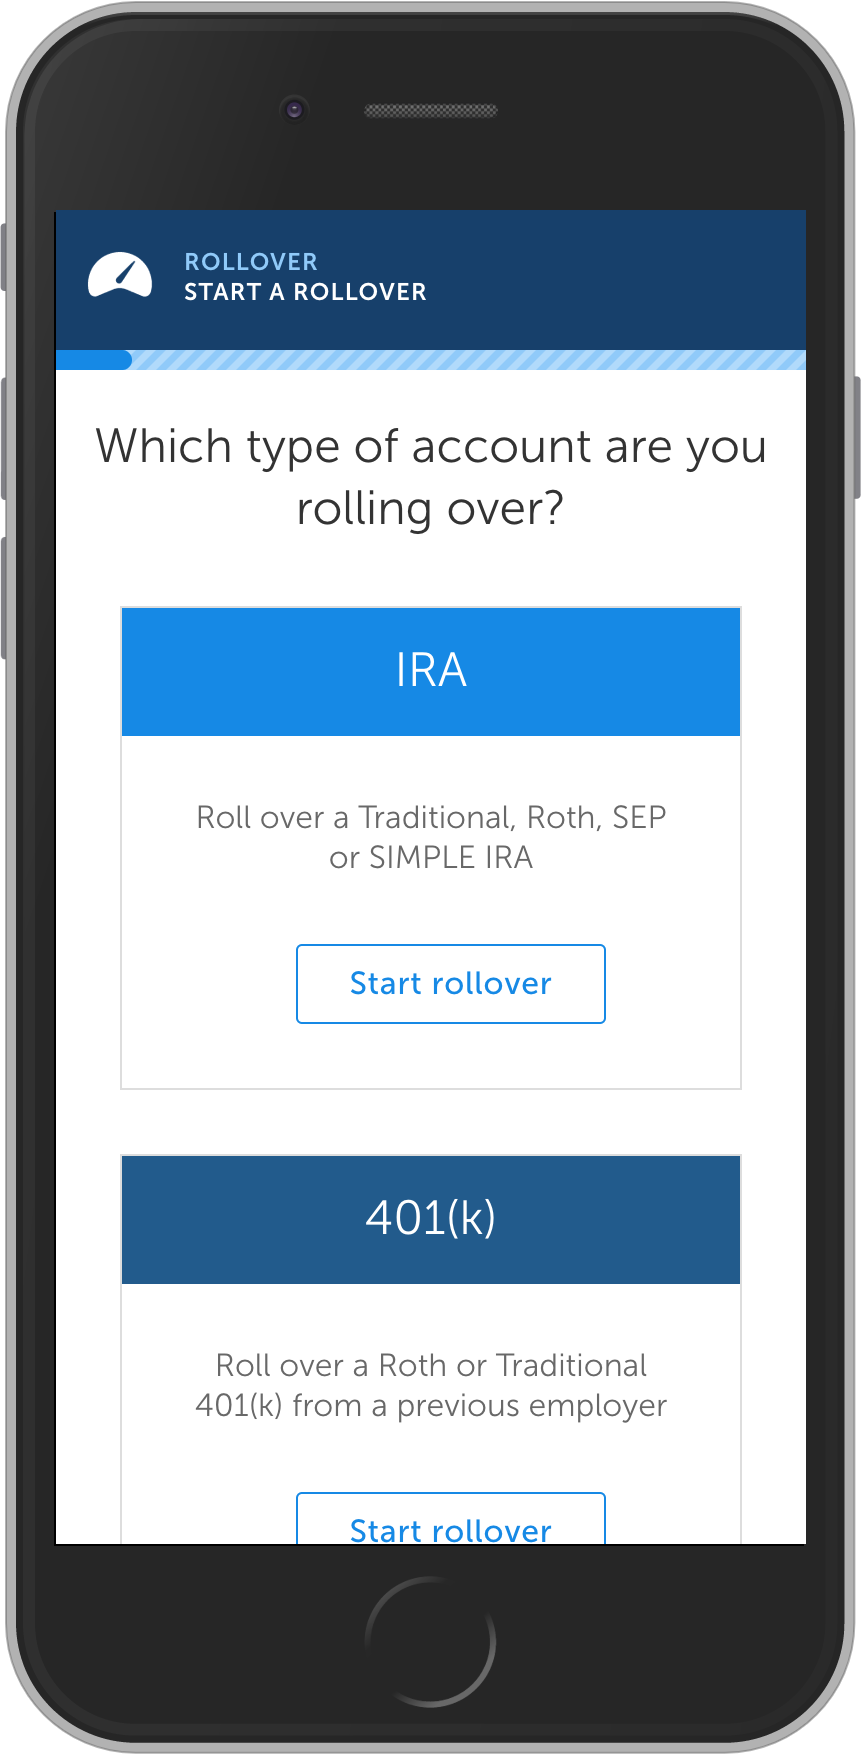 ROLLOVER
START A ROLLOVER
Which type of account are you
rolling over?
IRA
Roll over a Traditional, Roth, SEP
or SIMPLE IRA
Start rollover
401(k)
Roll over a Roth or Traditional
401(k) from a previous employer
Start rollover